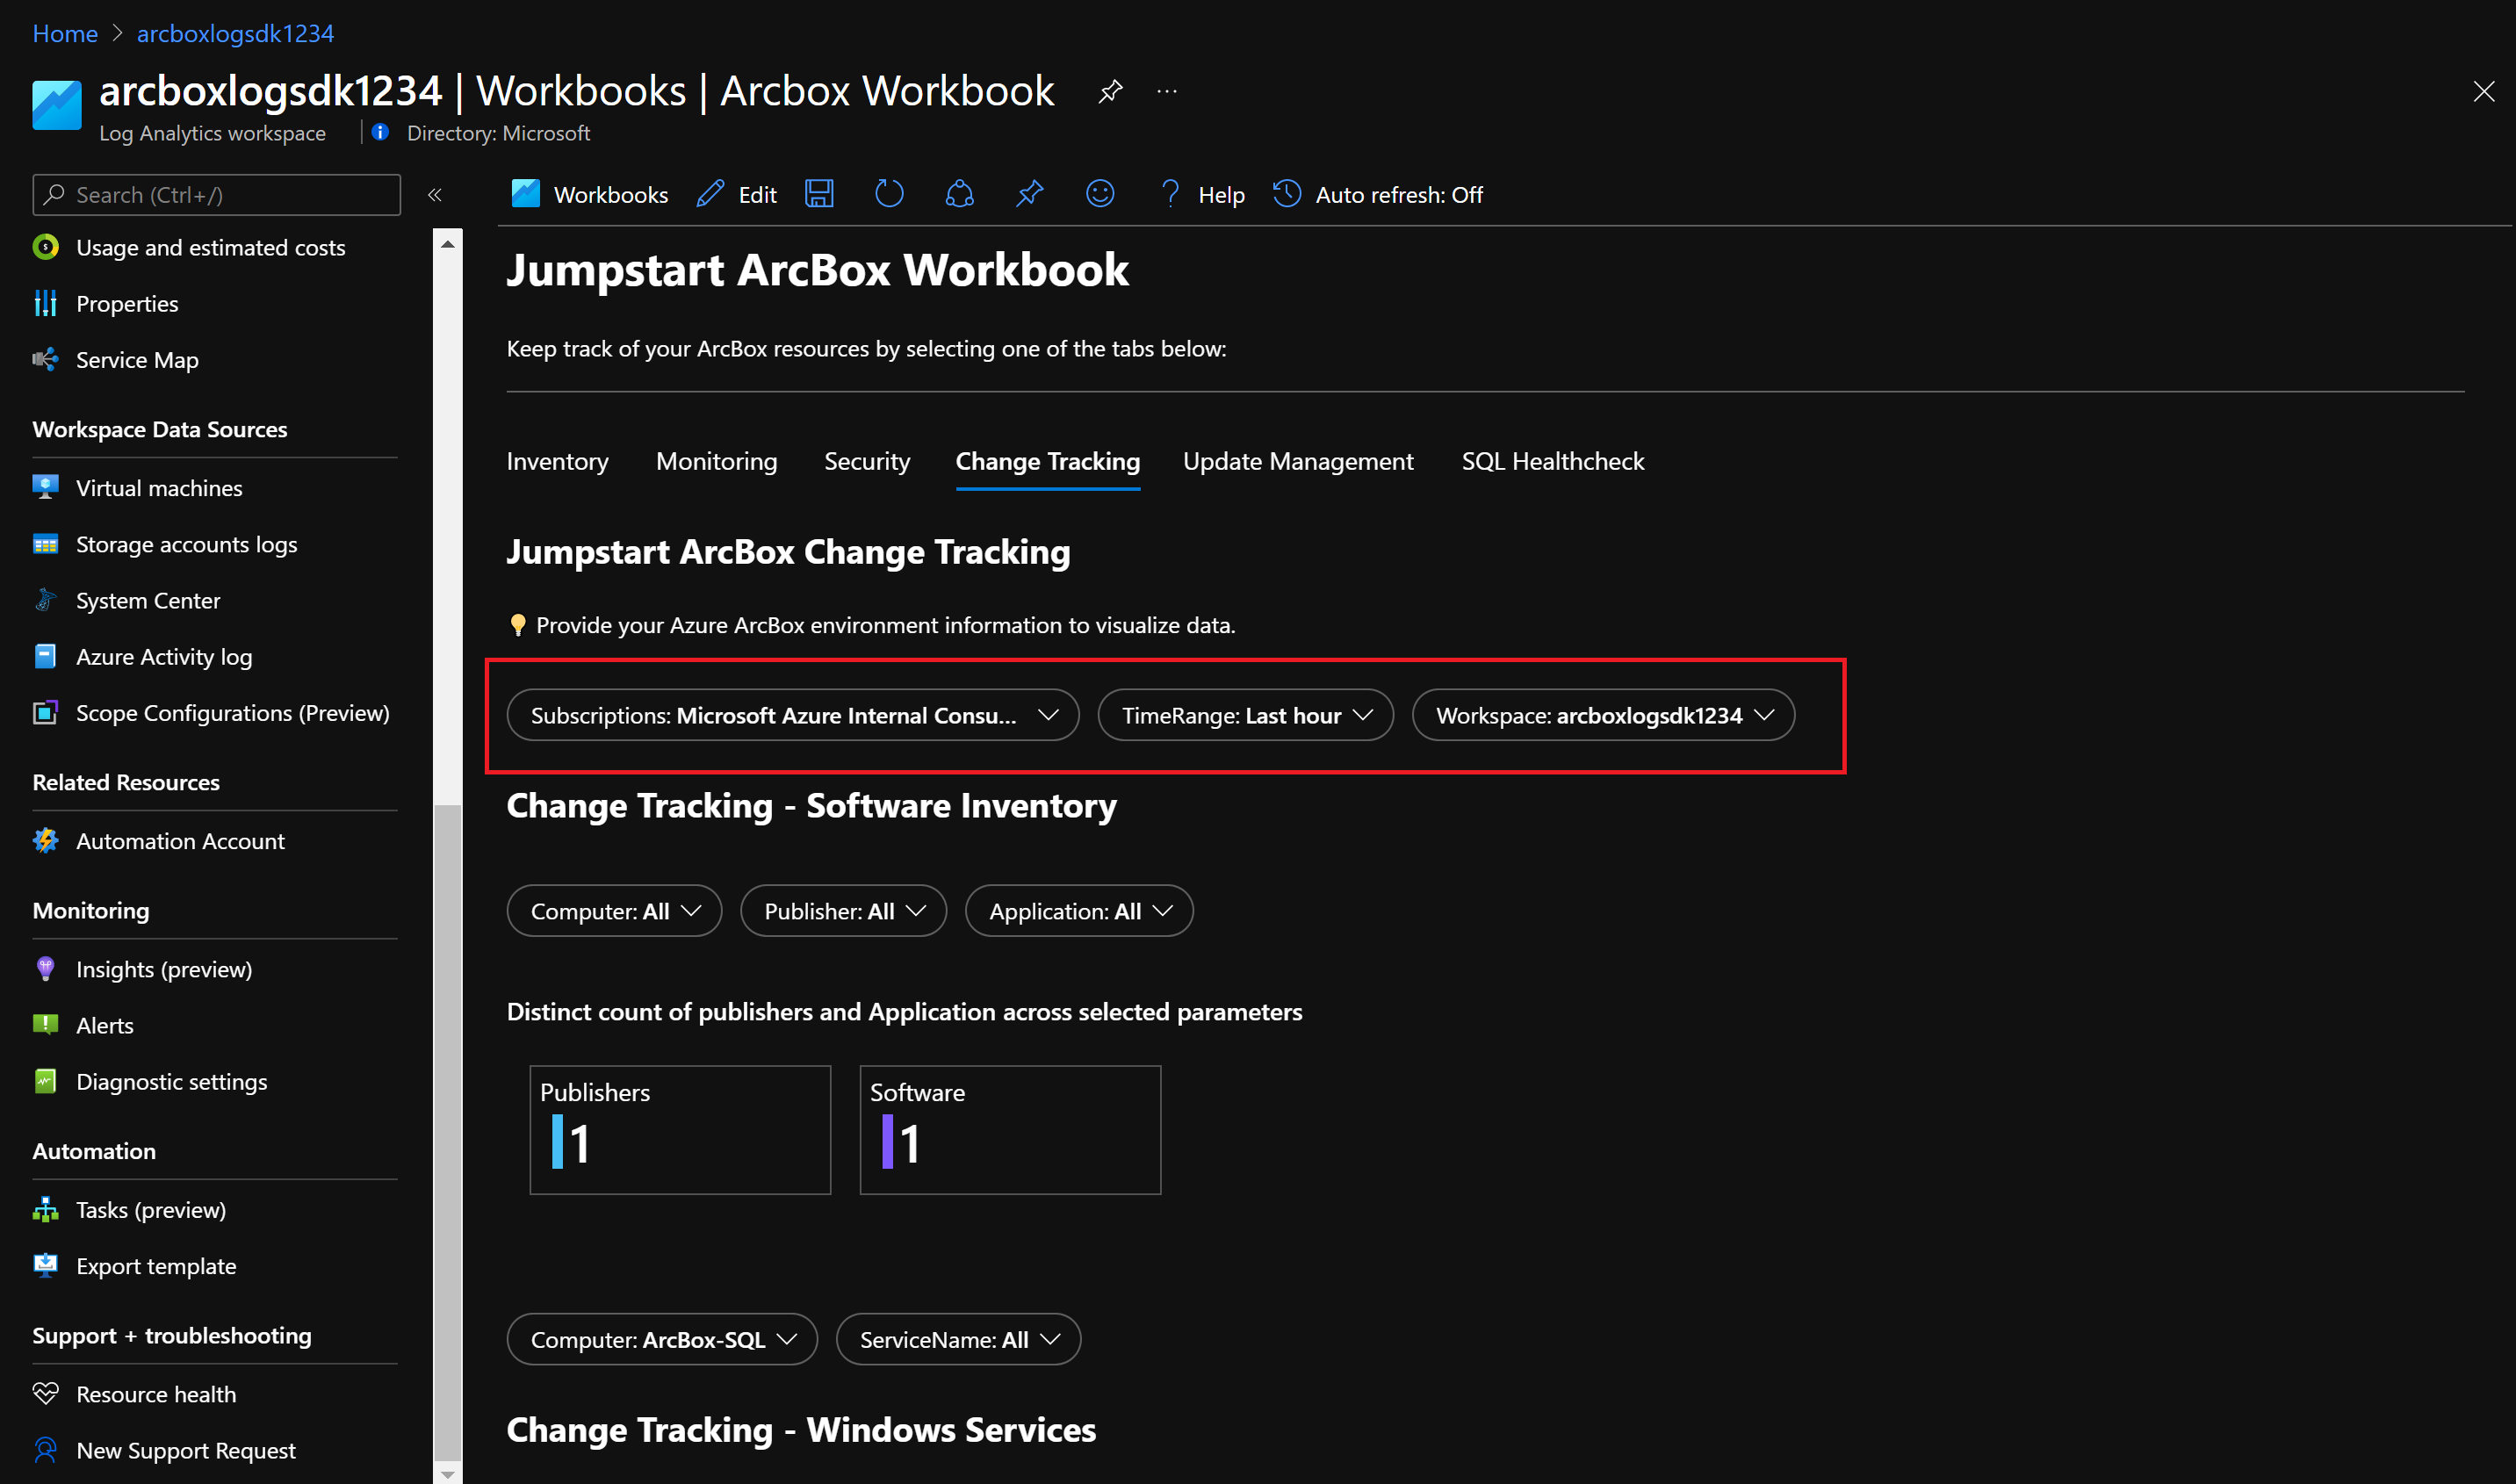 Home > arcboxlogsdk1234
arcboxlogsdk1234 | Workbooks | Arcbox Workbook ...
Log Analytics workspace | Directory: Microsoft
Search (Ctrl+/) «
Usage and estimated costs
Properties
Service Map
Workspace Data Sources
Virtual machines
Storage accounts logs
System Center
Azure Activity log
Scope Configurations (Preview)
Related Resources
Automation Account
Monitoring
Insights (preview)
Alerts
Diagnostic settings
Automation
Tasks (preview)
Export template
Support + troubleshooting
Resource health
New Support Request
Workbooks Edit ? Help Auto refresh: Off
Jumpstart ArcBox Workbook
Keep track of your ArcBox resources by selecting one of the tabs below:
Inventory Monitoring Security Change Tracking Update Management SQL Healthcheck
Jumpstart ArcBox Change Tracking
Provide your Azure ArcBox environment information to visualize data.
Subscriptions: Microsoft Azure Internal Consu... TimeRange: Last hour Workspace: arcboxlogsdk1234
Change Tracking - Software Inventory
Computer: All Publisher: All Application: All
Distinct count of publishers and Application across selected parameters
Publishers Software
1 1
Computer: ArcBox-SQL ServiceName: All
Change Tracking - Windows Services